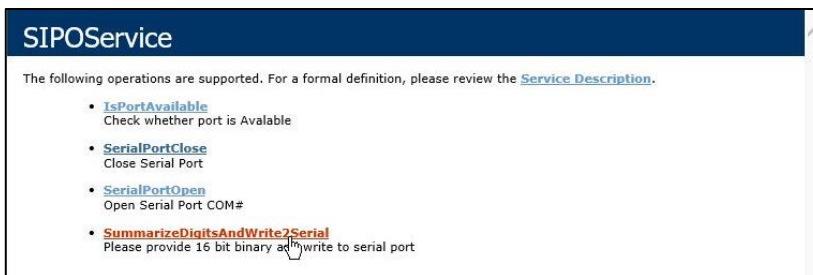 SIPOService
The following operations are supported. For a formal definition, please review the Service Description.
• IsPortAvailable
Check whether port is Avalable
• SerialPortClose
Close Serial Port
• SerialPortOpen
Open Serial Port COM#
• SummarizeDigitsAndWrite2Serial
Please provide 16 bit binary and write to serial port